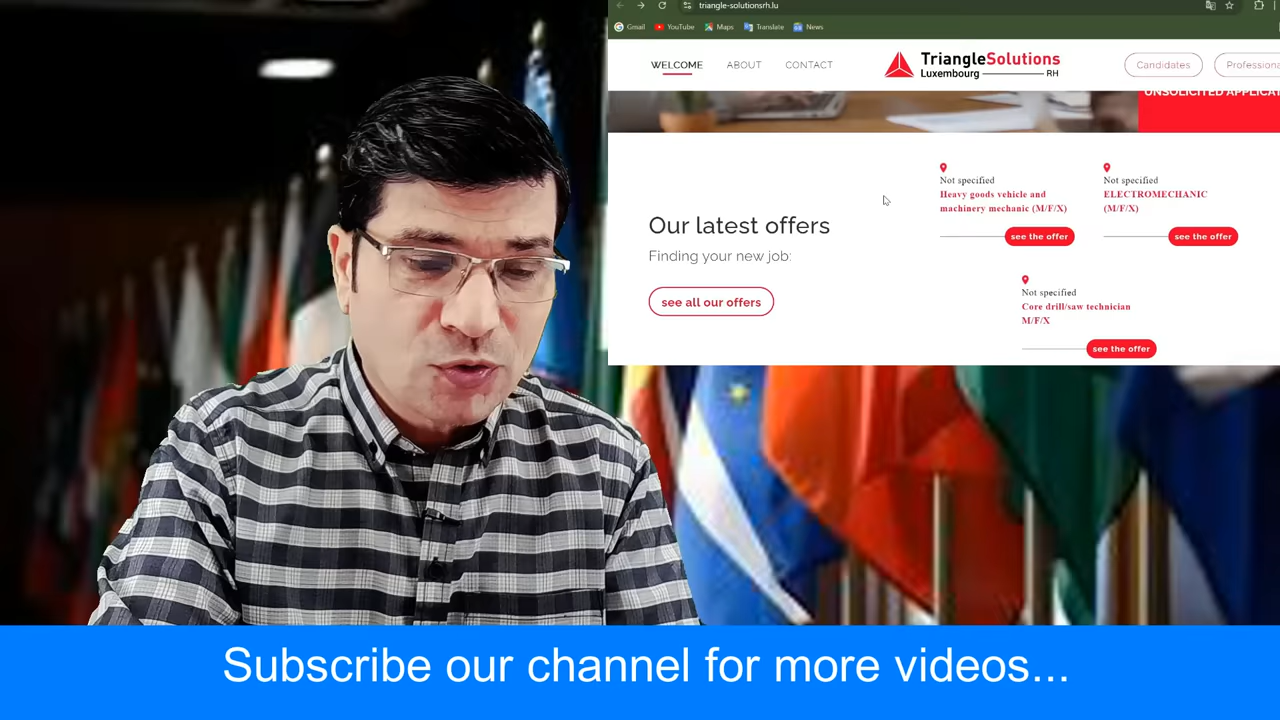 triangle-solutionsrh.lu
Gmail
YouTube
Maps
Translate
News
WELCOME
ABOUT
CONTACT
TriangleSolutions
Luxembourg
RH
Candidates
UNSOLICITED
Our latest offers
Finding your new job:
see all our offers
Not specified
Heavy goods vehicle and
machinery mechanic (M/F/X)
see the offer
Not specified
ELECTROMECHANIC
(M/F/X)
see the offer
Not specified
Core drill/saw technician
M/F/X
see the offer
Subscribe our channel for more videos...